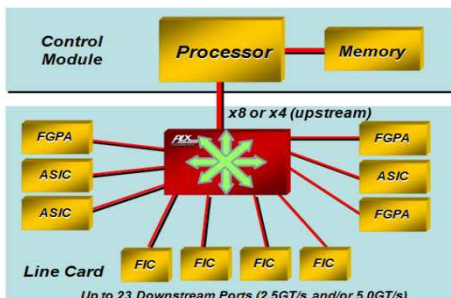 Control
Module
Processor
Memory
x8 or x4 (upstream)
PLX
FGPA
ASIC
ASIC
FGPA
ASIC
FGPA
FIC
FIC
FIC
FIC
Line Card
Up to 23 Downstream Ports (2.5GT/s and/or 5.0GT/s)